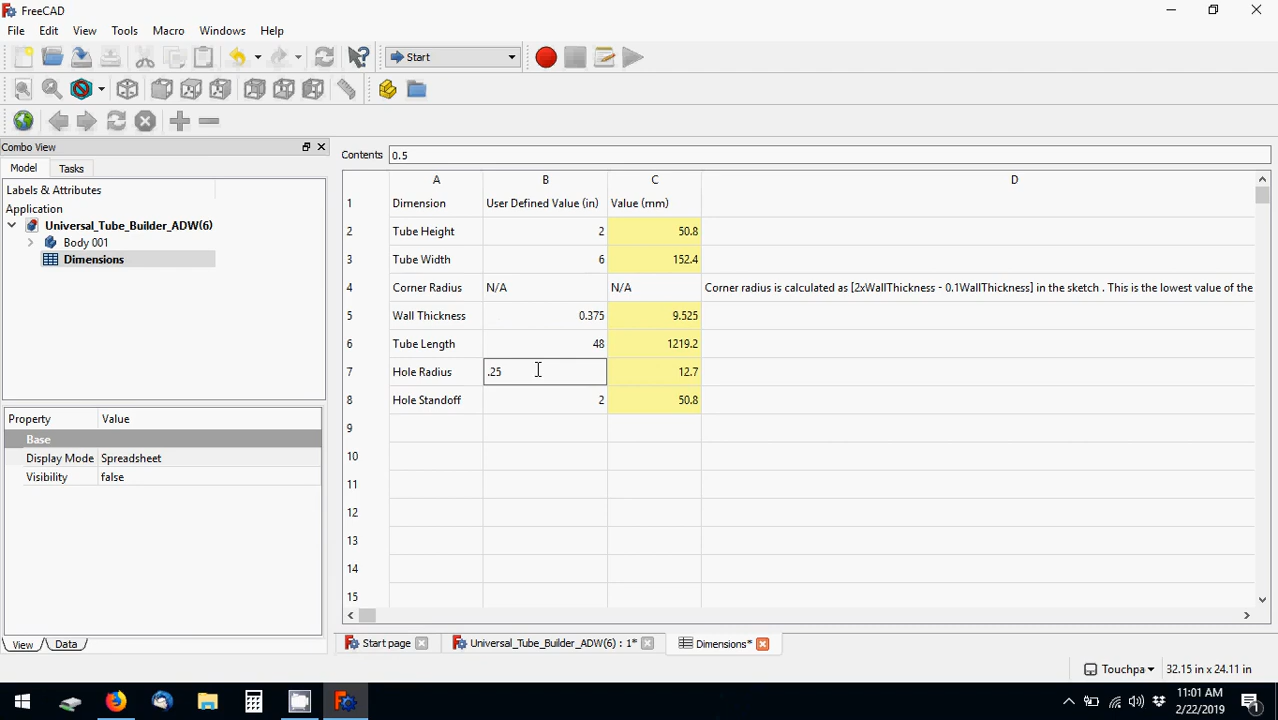 FreeCAD
File Edit View Tools Macro Windows Help
Start
Combo View
Model Tasks
Labels & Attributes
Application
Universal_Tube_Builder_ADW(6)
Body 001
Dimensions
Property Value
Base
Display Mode Spreadsheet
Visibility false
View Data
Contents 0.5
A B C D
1 Dimension User Defined Value (in) Value (mm)
2 Tube Height 2 50.8
3 Tube Width 6 152.4
4 Corner Radius N/A N/A Corner radius is calculated as [2xWallThickness - 0.1WallThickness] in the sketch . This is the lowest value of the
5 Wall Thickness 0.375 9.525
6 Tube Length 48 1219.2
7 Hole Radius .25 12.7
8 Hole Standoff 2 50.8
9
10
11
12
13
14
15
Start page Universal_Tube_Builder_ADW(6) : 1* Dimensions*
Touchpa 32.15 in x 24.11 in
11:01 AM
2/22/2019
1